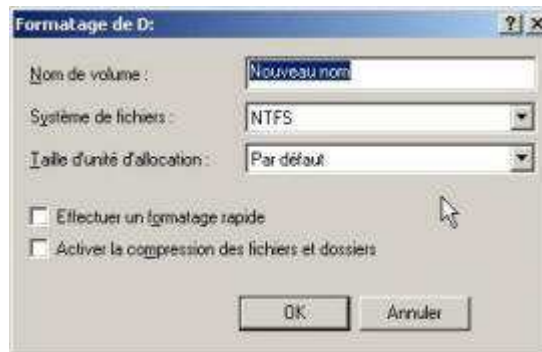 Formatage de D:
Nom de volume : Nouveau nom
Système de fichiers : NTFS
Taille d'unité d'allocation : Par défaut
Effectuer un formatage rapide
Activer la compression des fichiers et dossiers
OK Annuler